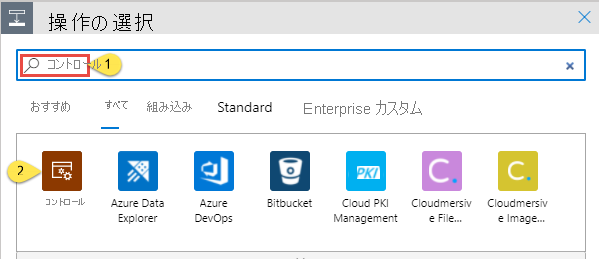 操作の選択
コントロール 1
おすすめ すべて 組み込み Standard Enterprise カスタム
2
コントロール Azure Data Explorer Azure DevOps Bitbucket Cloud PKI Management Cloudmersive File... Cloudmersive Image...
PKI
C. C.